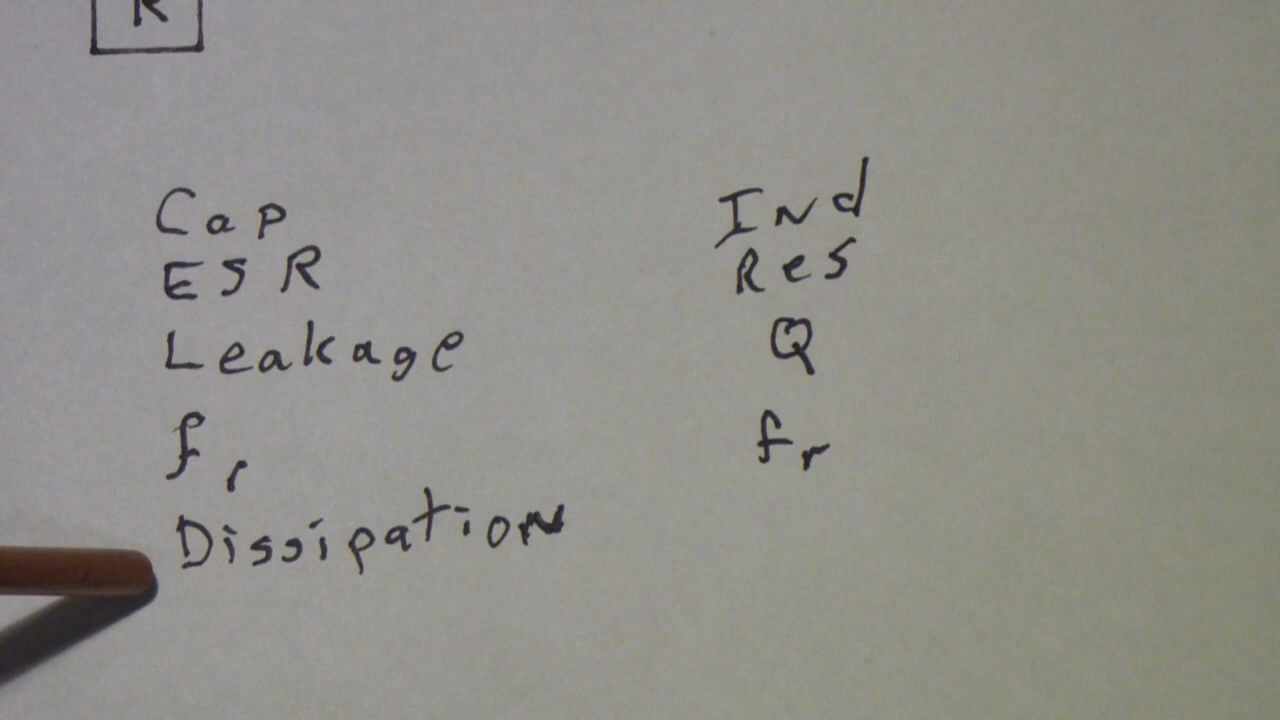 R
Cap
ESR
Leakage
fr
Dissipation
Ind
Res
Q
fr